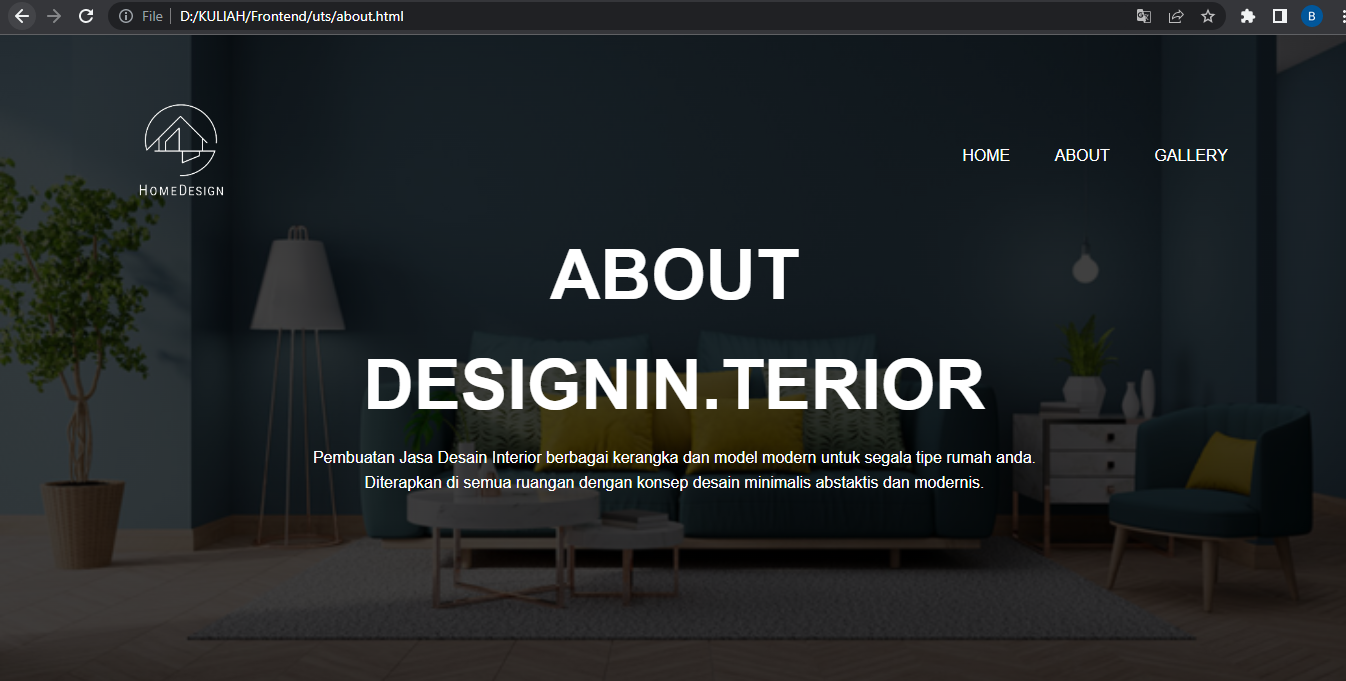 File D:/KULIAH/Frontend/uts/about.html
B
HOMEDESIGN
HOME ABOUT GALLERY
ABOUT
DESIGNIN.TERIOR
Pembuatan Jasa Desain Interior berbagai kerangka dan model modern untuk segala tipe rumah anda.
Diterapkan di semua ruangan dengan konsep desain minimalis abstaktis dan modernis.